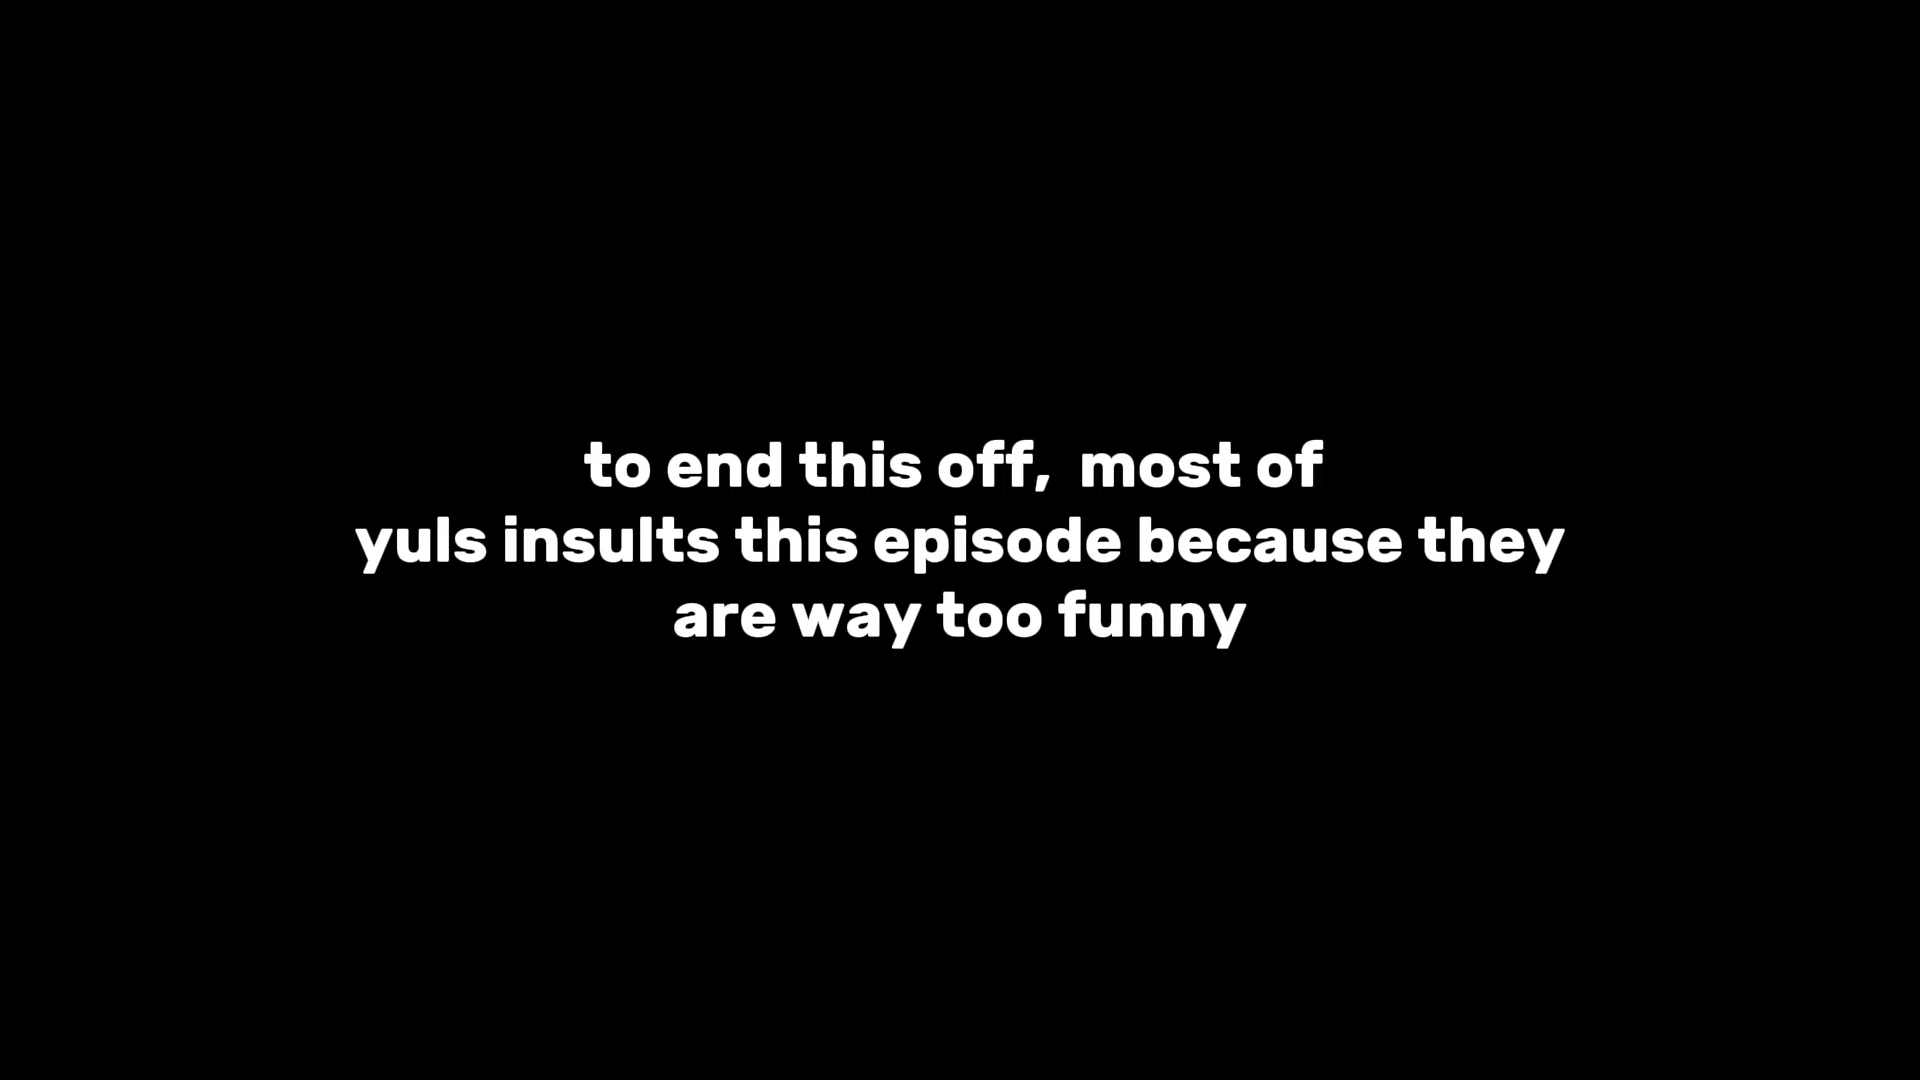 to end this off,  most of
yuls insults this episode because they
are way too funny